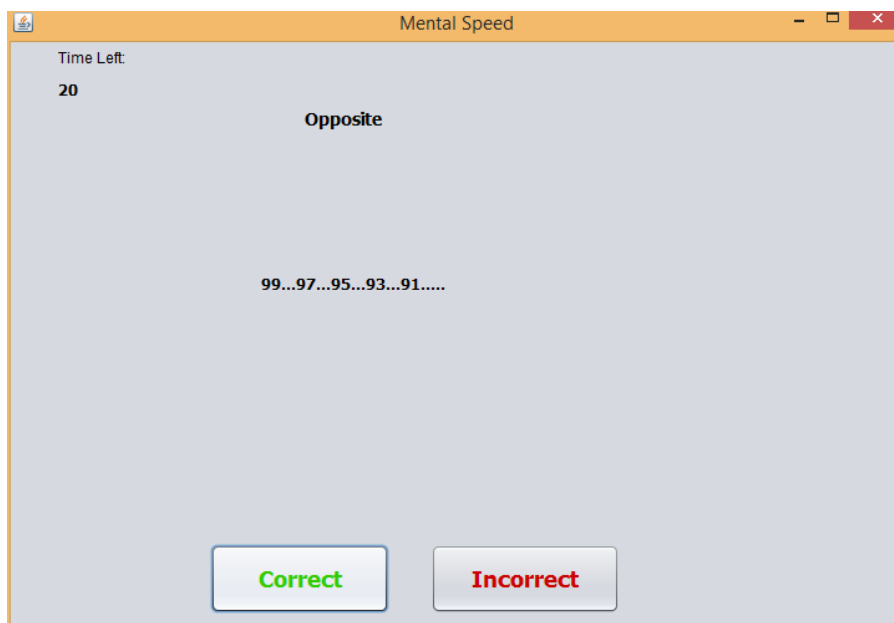 Mental Speed
Time Left:
20
Opposite
99...97...95...93...91.....
Correct
Incorrect